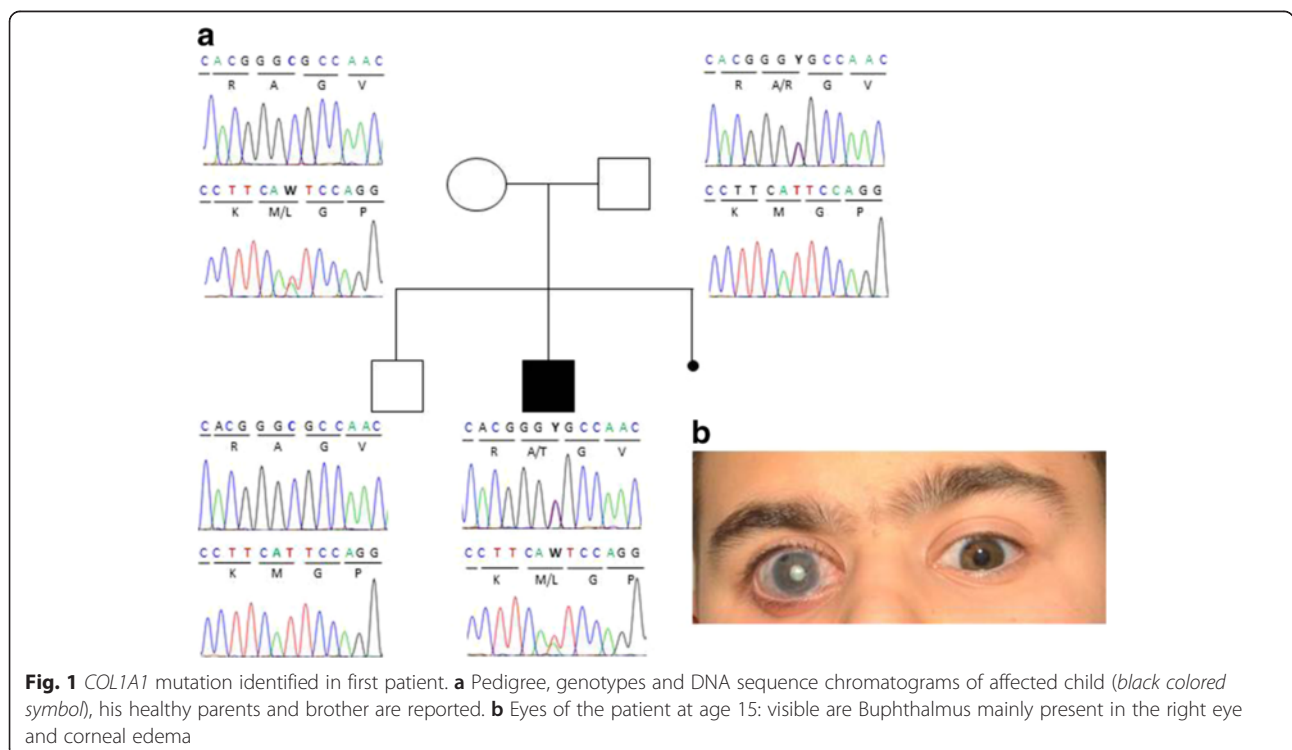 a
CACGGGCGCCAAC
R A G V
CCTTCAWTCCAGG
K M/L G P
CACGGGYGCCAAC
R A/R G V
CCTTCATTCCAGG
K M G P
CACGGGCGCCAAC
R A G V
CCTTCATTCCAGG
K M G P
CACGGGYGCCAAC
R A/T G V
CCTTCAWTCCAGG
K M/L G P
b
Fig. 1 COL1A1 mutation identified in first patient. a Pedigree, genotypes and DNA sequence chromatograms of affected child (black colored
symbol), his healthy parents and brother are reported. b Eyes of the patient at age 15: visible are Buphthalmus mainly present in the right eye
and corneal edema